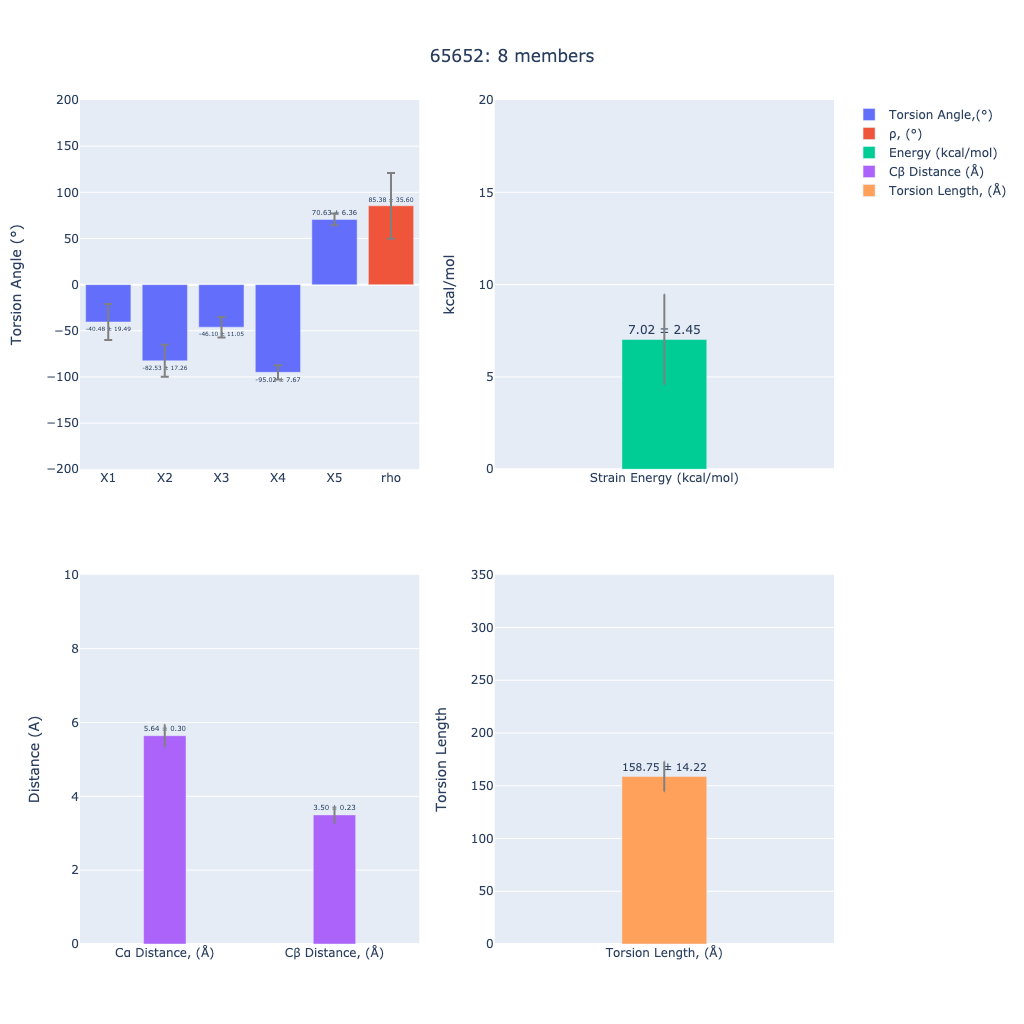 65652: 8 members
Torsion Angle (°)
200
150
100
50
0
−50
−100
−150
−200
-40.48 ± 19.49
-82.53 ± 17.26
-46.10 ± 11.05
-95.02 ± 7.67
70.63 ± 6.36
85.38 ± 35.60
X1 X2 X3 X4 X5 rho
kcal/mol
20
15
10
5
0
7.02 ± 2.45
Strain Energy (kcal/mol)
Torsion Angle,(°)
ρ, (°)
Energy (kcal/mol)
Cβ Distance (Å)
Torsion Length, (Å)
Distance (A)
10
8
6
4
2
0
5.64 ± 0.30
3.50 ± 0.23
Cα Distance, (Å) Cβ Distance, (Å)
Torsion Length
350
300
250
200
150
100
50
0
158.75 ± 14.22
Torsion Length, (Å)